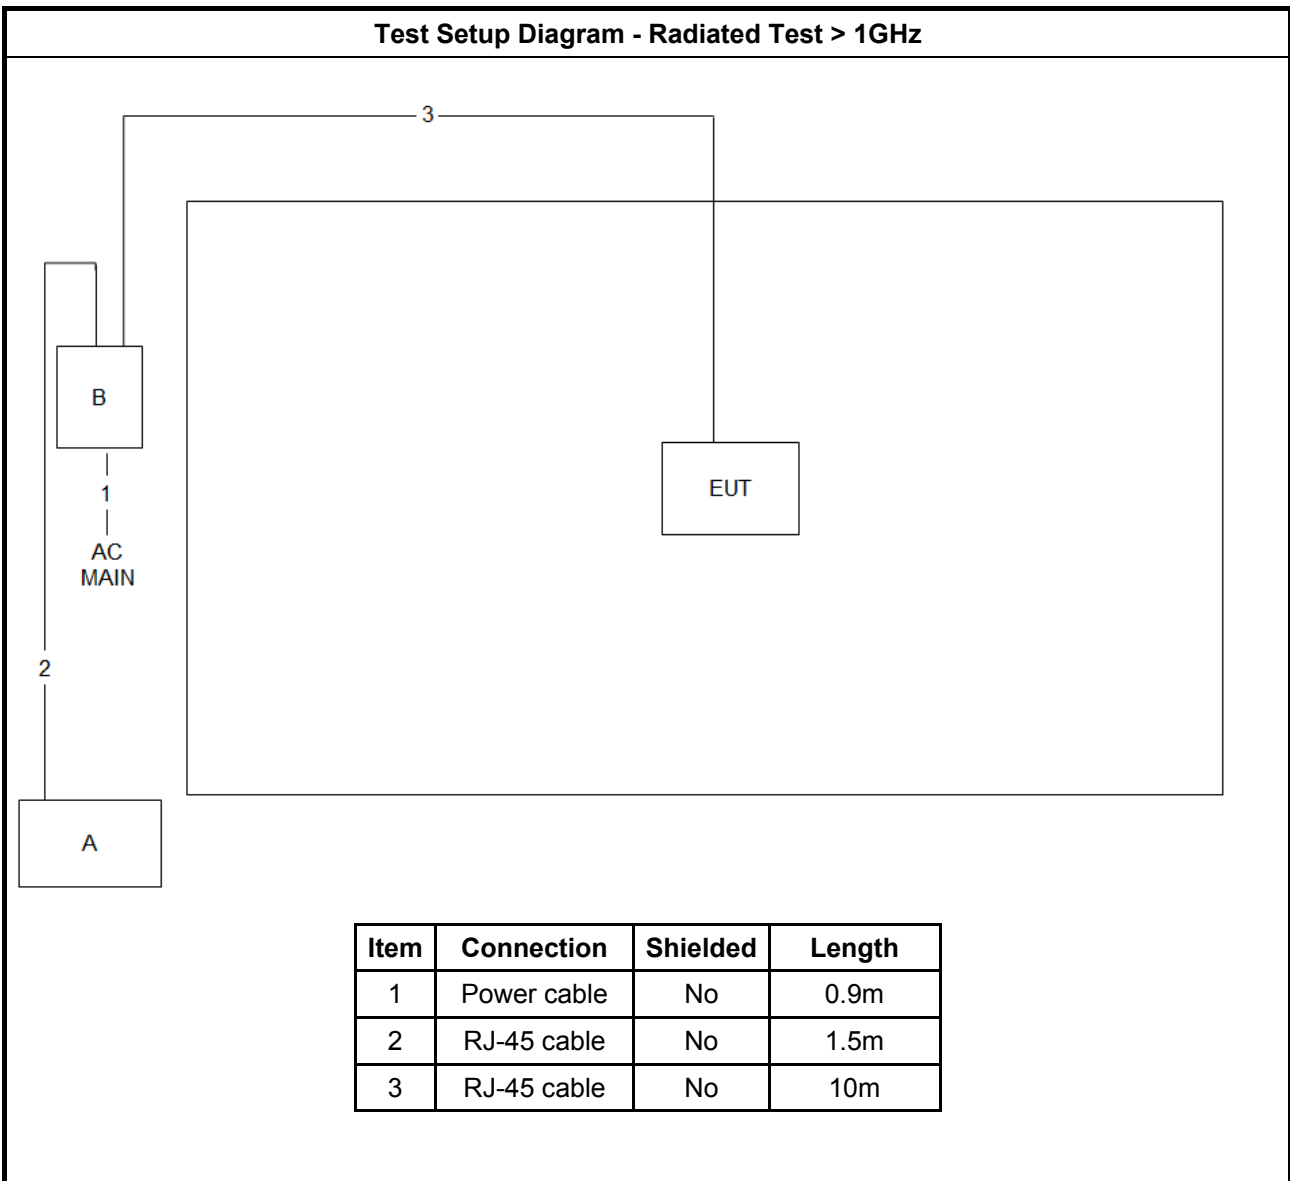 Test Setup Diagram - Radiated Test > 1GHz
3
B
1
AC
MAIN
EUT
2
A
Item Connection Shielded Length
1 Power cable No 0.9m
2 RJ-45 cable No 1.5m
3 RJ-45 cable No 10m